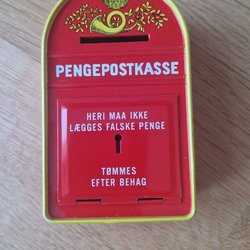 PENGEPOSTKASSE
HERI MAA IKKE
LÆGGES FALSKE PENGE
TØMMES
EFTER BEHAG